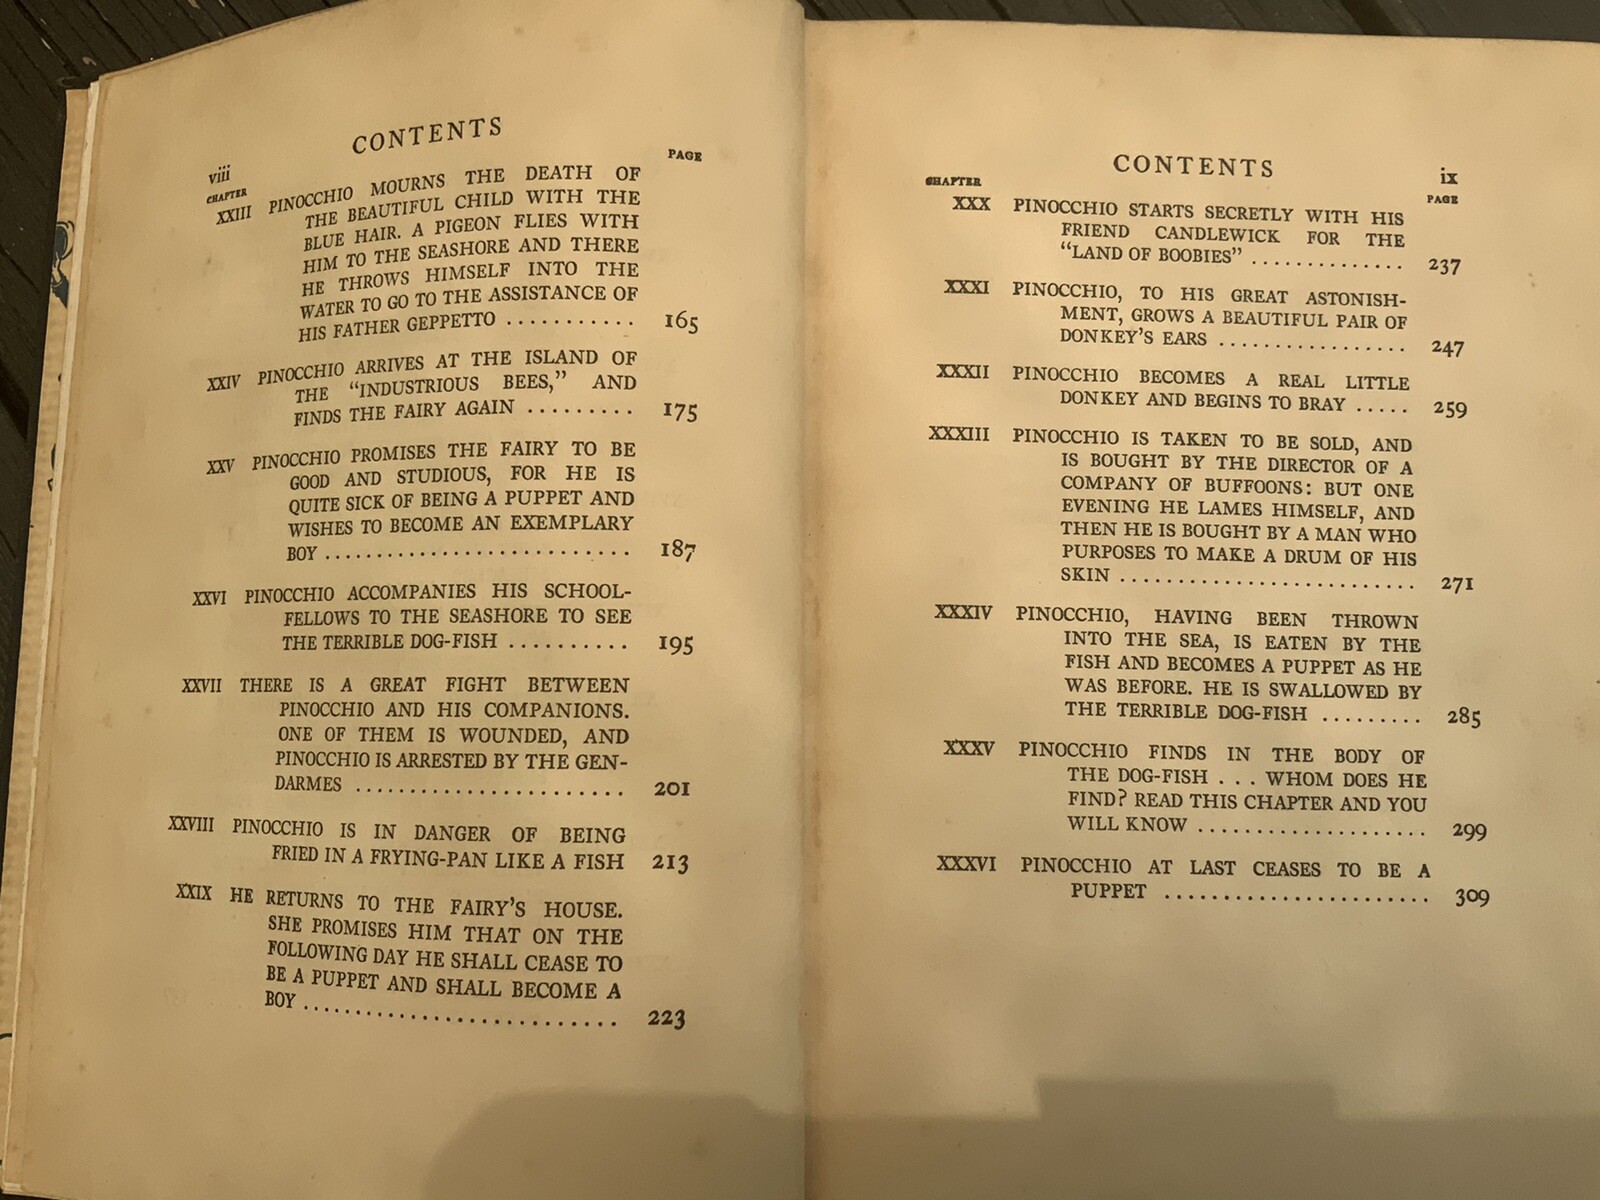 CONTENTS
viii
PAGE
CHAPTER
XXIII PINOCCHIO MOURNS THE DEATH OF
THE BEAUTIFUL CHILD WITH THE
BLUE HAIR. A PIGEON FLIES WITH
HIM TO THE SEASHORE AND THERE
HE THROWS HIMSELF INTO THE
WATER TO GO TO THE ASSISTANCE OF
HIS FATHER GEPPETTO ........... 165
XXIV PINOCCHIO ARRIVES AT THE ISLAND OF
THE “INDUSTRIOUS BEES,” AND
FINDS THE FAIRY AGAIN ......... 175
XXV PINOCCHIO PROMISES THE FAIRY TO BE
GOOD AND STUDIOUS, FOR HE IS
QUITE SICK OF BEING A PUPPET AND
WISHES TO BECOME AN EXEMPLARY
BOY ............................ 187
XXVI PINOCCHIO ACCOMPANIES HIS SCHOOL-
FELLOWS TO THE SEASHORE TO SEE
THE TERRIBLE DOG-FISH .......... 195
XXVII THERE IS A GREAT FIGHT BETWEEN
PINOCCHIO AND HIS COMPANIONS.
ONE OF THEM IS WOUNDED, AND
PINOCCHIO IS ARRESTED BY THE GEN-
DARMES ........................ 201
XXVIII PINOCCHIO IS IN DANGER OF BEING
FRIED IN A FRYING-PAN LIKE A FISH 213
XXIX HE RETURNS TO THE FAIRY’S HOUSE.
SHE PROMISES HIM THAT ON THE
FOLLOWING DAY HE SHALL CEASE TO
BE A PUPPET AND SHALL BECOME A
BOY ............................ 223
CONTENTS
ix
CHAPTER
PAGE
XXX PINOCCHIO STARTS SECRETLY WITH HIS
FRIEND CANDLEWICK FOR THE
“LAND OF BOOBIES” .............. 237
XXXI PINOCCHIO, TO HIS GREAT ASTONISH-
MENT, GROWS A BEAUTIFUL PAIR OF
DONKEY’S EARS ................. 247
XXXII PINOCCHIO BECOMES A REAL LITTLE
DONKEY AND BEGINS TO BRAY ..... 259
XXXIII PINOCCHIO IS TAKEN TO BE SOLD, AND
IS BOUGHT BY THE DIRECTOR OF A
COMPANY OF BUFFOONS: BUT ONE
EVENING HE LAMES HIMSELF, AND
THEN HE IS BOUGHT BY A MAN WHO
PURPOSES TO MAKE A DRUM OF HIS
SKIN .......................... 271
XXXIV PINOCCHIO, HAVING BEEN THROWN
INTO THE SEA, IS EATEN BY THE
FISH AND BECOMES A PUPPET AS HE
WAS BEFORE. HE IS SWALLOWED BY
THE TERRIBLE DOG-FISH ......... 285
XXXV PINOCCHIO FINDS IN THE BODY OF
THE DOG-FISH . . . WHOM DOES HE
FIND? READ THIS CHAPTER AND YOU
WILL KNOW .................... 299
XXXVI PINOCCHIO AT LAST CEASES TO BE A
PUPPET ....................... 309